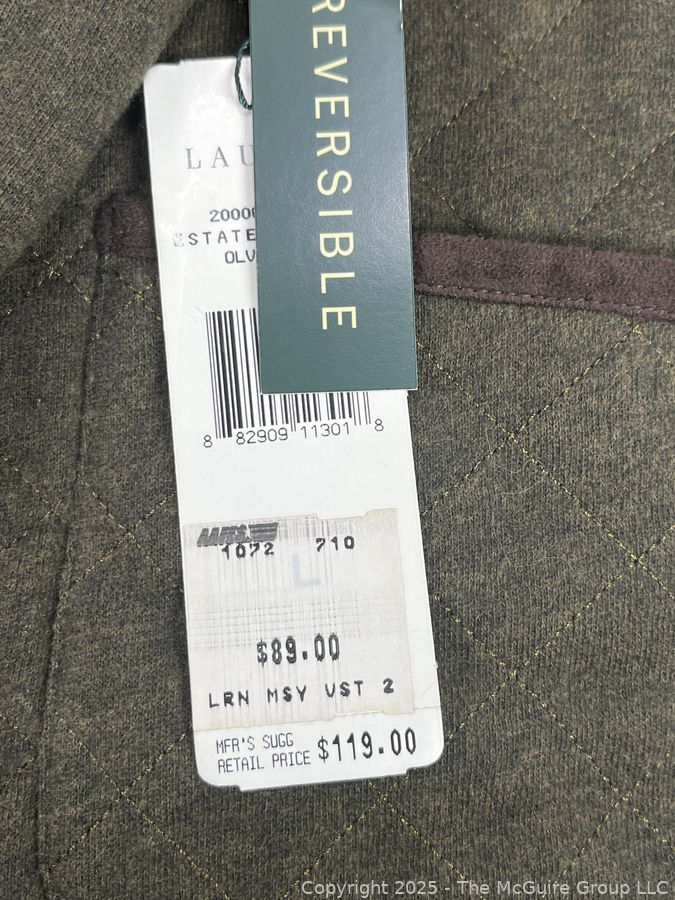 REVERSIBLE
LAU
2000
ESTATE
OLV
8 82909 11301 8
1072 710
L
$89.00
LRN MSY VST 2
MFR'S SUGG
RETAIL PRICE $119.00
Copyright 2025 - The McGuire Group LLC